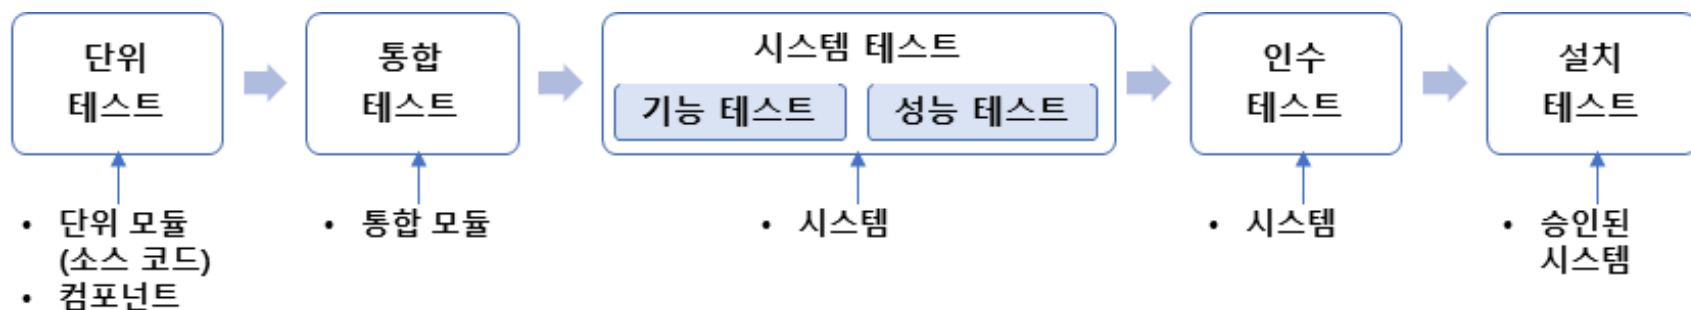 단위
테스트
통합
테스트
시스템 테스트
기능 테스트
성능 테스트
인수
테스트
설치
테스트
• 단위 모듈
(소스 코드)
• 컴포넌트
• 통합 모듈
• 시스템
• 시스템
• 승인된
시스템